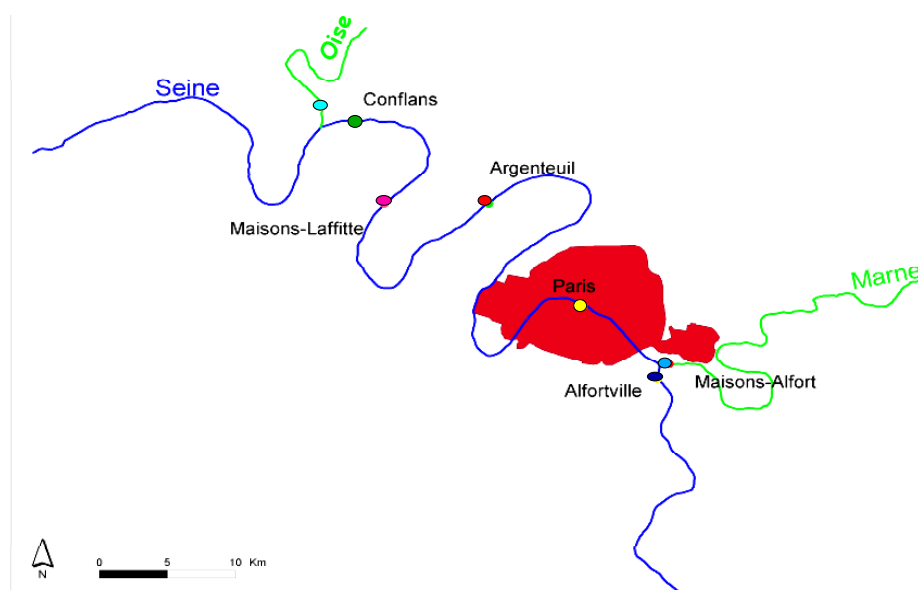 Oise
Seine
Conflans
Argenteuil
Maisons-Laffitte
Marne
Paris
Maisons-Alfort
Alfortville
N
0 5 10 Km